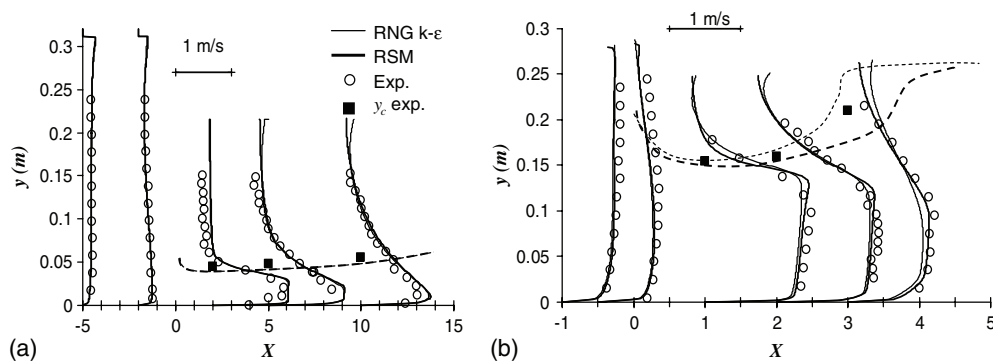 0.3
0.25
0.2
0.15
0.1
0.05
0
y (m)
1 m/s
RNG k-ε
RSM
Exp.
y_c exp.
-5 0 5 10 15
X
(a)
1 m/s
0.3
0.25
0.2
0.15
0.1
0.05
0
y (m)
-1 0 1 2 3 4 5
X
(b)